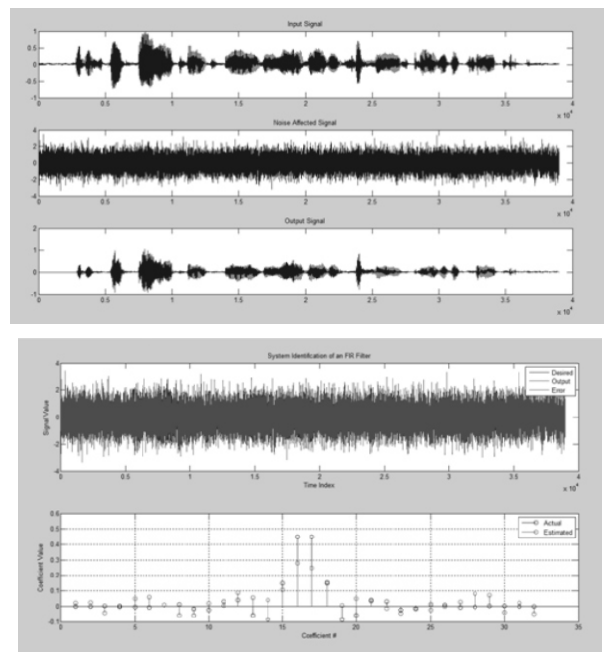 Input Signal
1
0.5
0
-0.5
-1
0 0.5 1 1.5 2 2.5 3 3.5 4
x 10^4
Noise Affected Signal
4
2
0
-2
-4
0 0.5 1 1.5 2 2.5 3 3.5 4
x 10^4
Output Signal
2
1
0
-1
0 0.5 1 1.5 2 2.5 3 3.5 4
x 10^4
System Identification of an FIR Filter
Signal Value
4
2
0
-2
-4
Desired
Output
Error
0 0.5 1 1.5 2 2.5 3 3.5 4
Time Index
x 10^4
Coefficient Value
0.6
0.5
0.4
0.3
0.2
0.1
0
-0.1
Actual
Estimated
0 5 10 15 20 25 30 35
Coefficient #